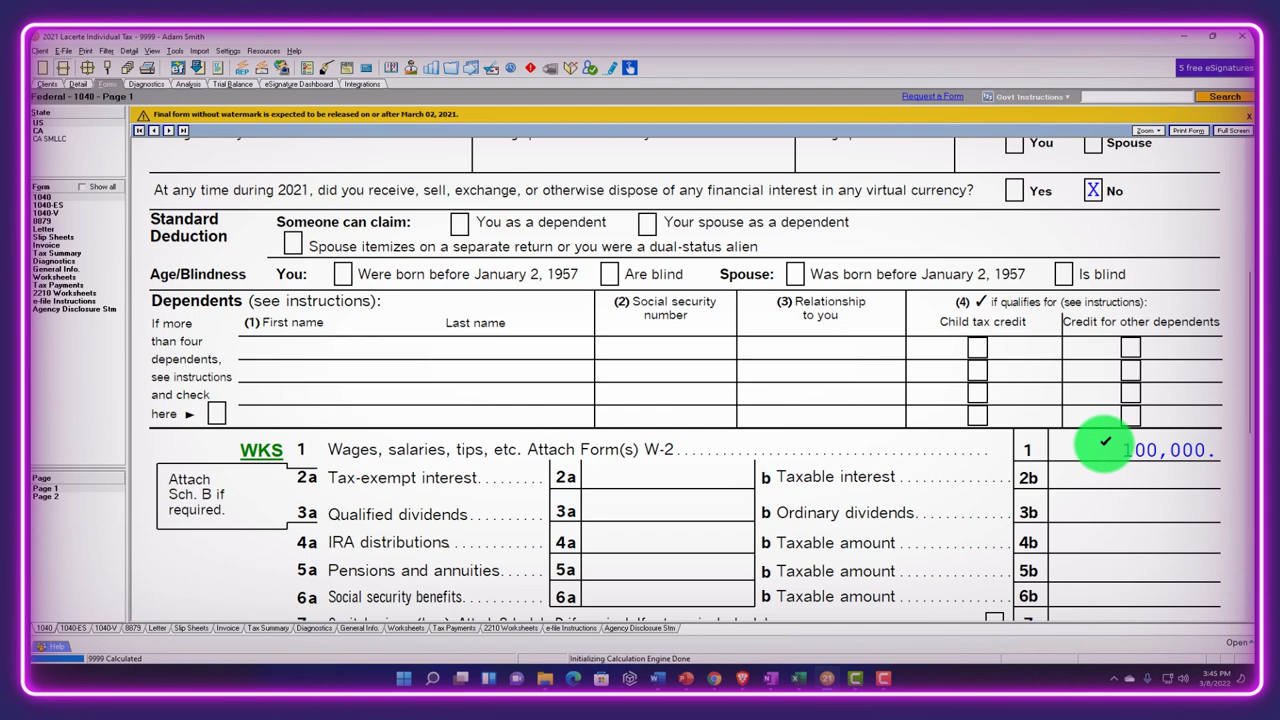 2021 Lacerte Individual Tax - 9999 - Adam Smith
Client E-File Print Filter Detail View Tools Import Settings Resources Help
5 free eSignatures
Clients Detail Forms Diagnostics Analysis Trial Balance eSignature Dashboard Integrations
Federal - 1040 - Page 1
Request a Form Govt Instructions Search
State
US
CA
CA SMLLC
Final form without watermark is expected to be released on or after March 02, 2021. x
Zoom Print Form Full Screen
You Spouse
At any time during 2021, did you receive, sell, exchange, or otherwise dispose of any financial interest in any virtual currency? Yes X No
Form Show all
1040
1040-ES
1040-V
8879
Letter
Slip Sheets
Invoice
Tax Summary
Diagnostics
General Info.
Worksheets
Tax Payments
2210 Worksheets
e-file Instructions
Agency Disclosure Stm
Standard Deduction
Someone can claim: You as a dependent Your spouse as a dependent
Spouse itemizes on a separate return or you were a dual-status alien
Age/Blindness You: Were born before January 2, 1957 Are blind Spouse: Was born before January 2, 1957 Is blind
Dependents (see instructions):
(2) Social security number
(3) Relationship to you
(4) ✓ if qualifies for (see instructions):
If more than four dependents, see instructions and check here ►
(1) First name Last name
Child tax credit Credit for other dependents
WKS 1 Wages, salaries, tips, etc. Attach Form(s) W-2 1 100,000.
Attach Sch. B if required.
2a Tax-exempt interest 2a b Taxable interest 2b
3a Qualified dividends 3a b Ordinary dividends 3b
4a IRA distributions 4a b Taxable amount 4b
5a Pensions and annuities 5a b Taxable amount 5b
6a Social security benefits 6a b Taxable amount 6b
Page
Page 1
Page 2
1040 1040-ES 1040-V 8879 Letter Slip Sheets Invoice Tax Summary Diagnostics General Info. Worksheets Tax Payments 2210 Worksheets e-file Instructions Agency Disclosure Stm
Help Open
9999 Calculated Initializing Calculation Engine Done
21
3:45 PM
3/8/2022